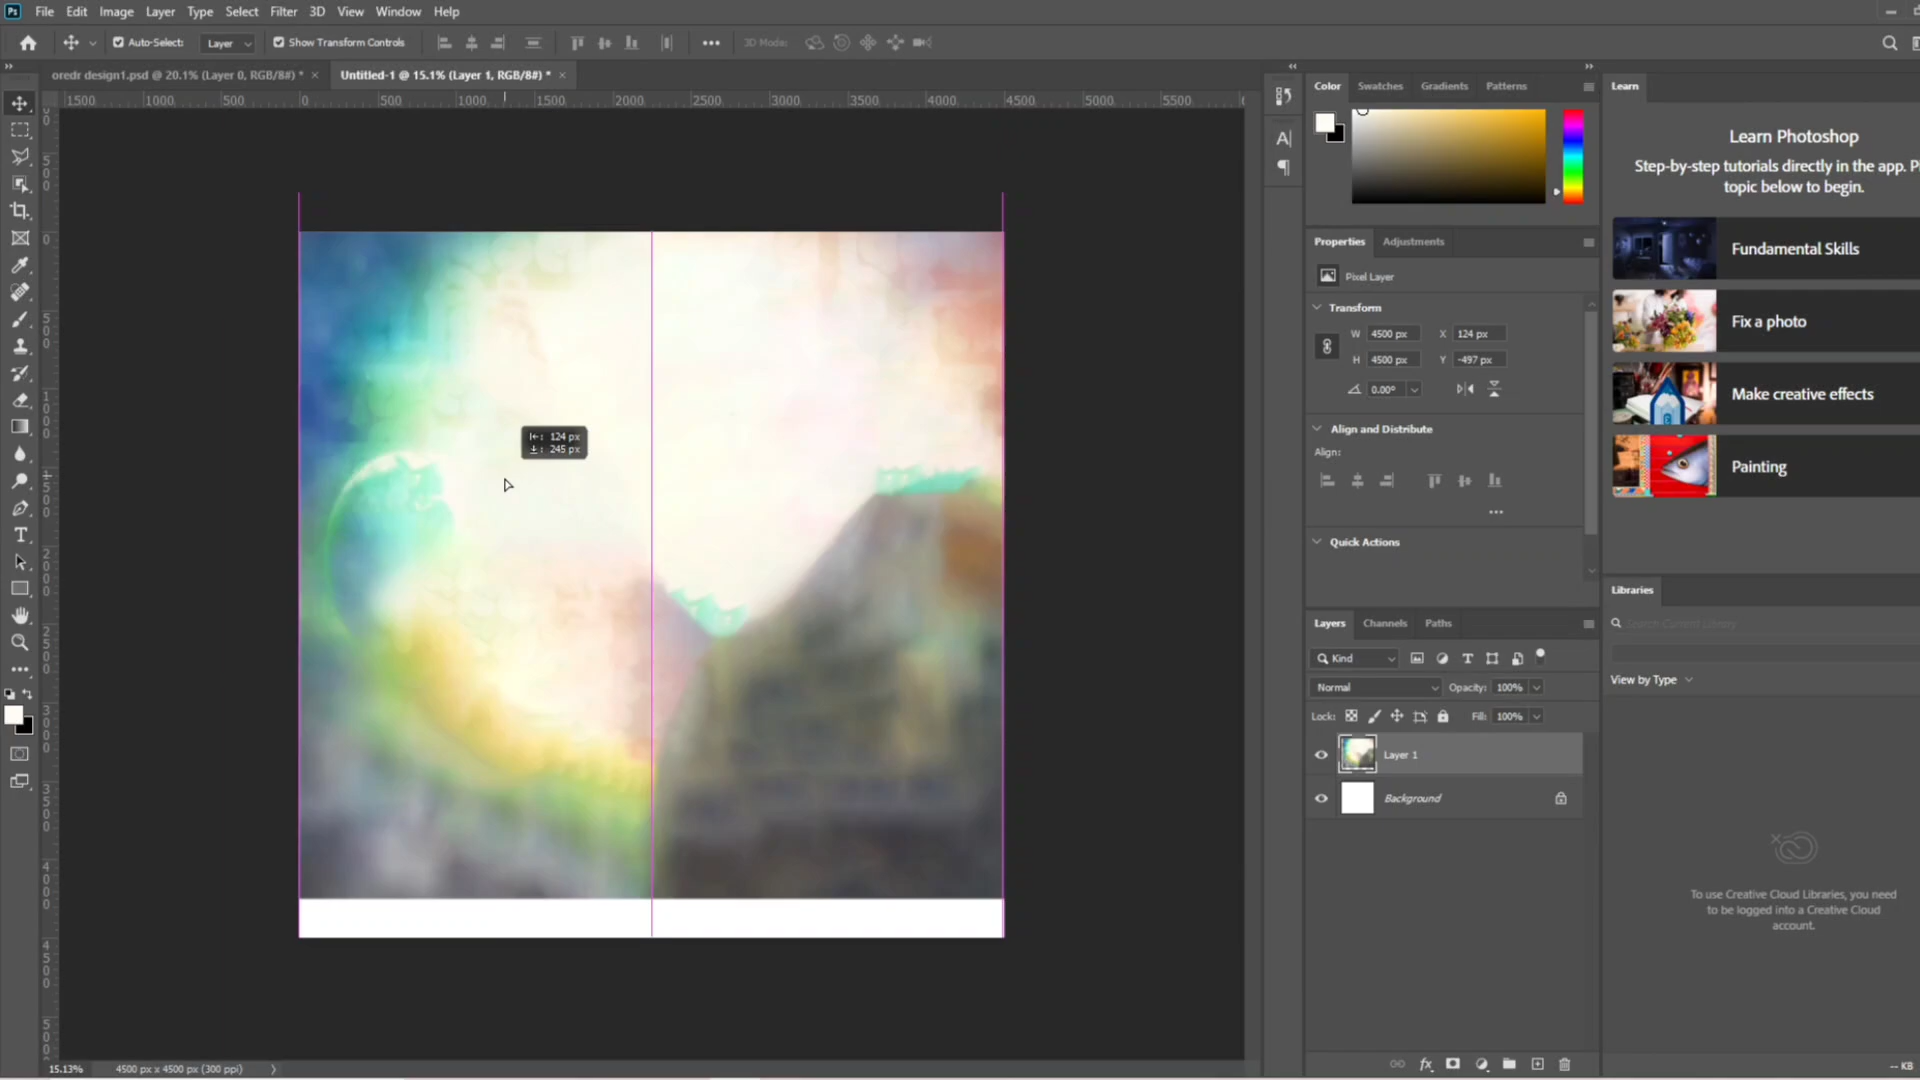 Ps File Edit Image Layer Type Select Filter 3D View Window Help
Auto-Select: Layer Show Transform Controls 3D Mode:
oredr design1.psd @ 20.1% (Layer 0, RGB/8#) * × Untitled-1 @ 15.1% (Layer 1, RGB/8#) * ×
1500 1000 500 0 500 1000 1500 2000 2500 3000 3500 4000 4500 5000 5500
Color Swatches Gradients Patterns
Learn
Learn Photoshop
Step-by-step tutorials directly in the app.
topic below to begin.
Fundamental Skills
Fix a photo
Make creative effects
Painting
Properties Adjustments
Pixel Layer
Transform
W 4500 px X 124 px
H 4500 px Y -497 px
0.00°
Align and Distribute
Align:
Quick Actions
124 px
245 px
Layers Channels Paths
Kind
Normal Opacity: 100%
Lock: Fill: 100%
Layer 1
Background
Libraries
Search Current Library
View by Type
To use Creative Cloud Libraries, you need
to be logged into a Creative Cloud
account.
15.13% 4500 px x 4500 px (300 ppi)
-- KB